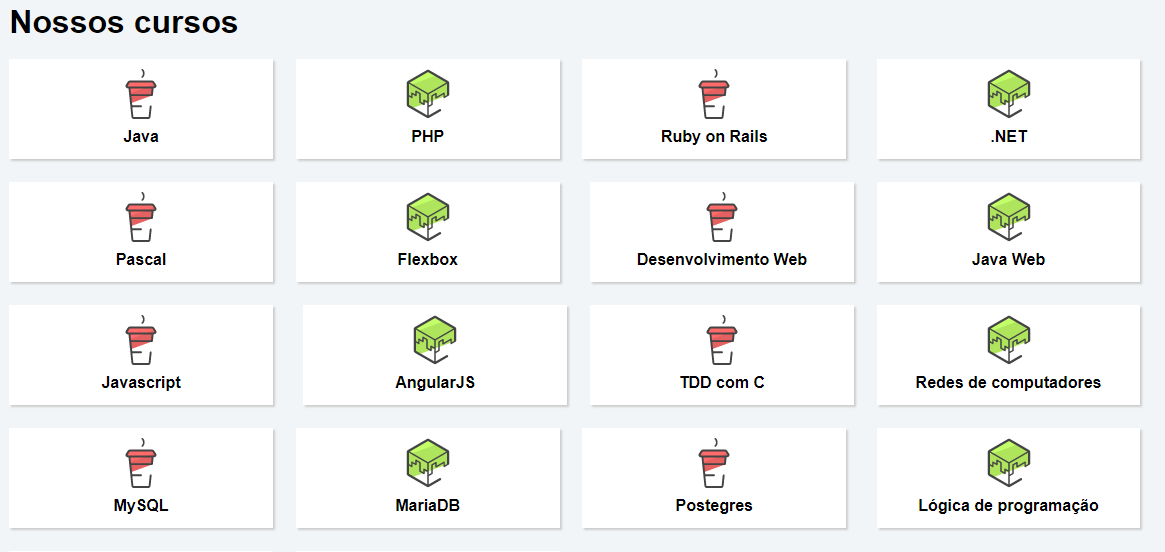 Nossos cursos
Java
PHP
Ruby on Rails
.NET
Pascal
Flexbox
Desenvolvimento Web
Java Web
Javascript
AngularJS
TDD com C
Redes de computadores
MySQL
MariaDB
Postegres
Lógica de programação